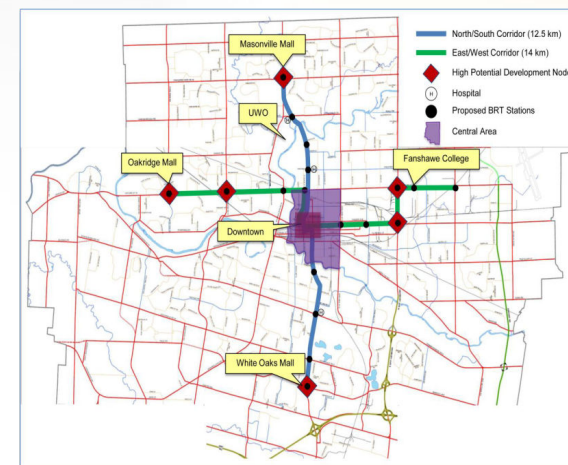 Masonville Mall
North/South Corridor (12.5 km)
East/West Corridor (14 km)
High Potential Development Node
H
Hospital
Proposed BRT Stations
Central Area
UWO
Oakridge Mall
Fanshawe College
Downtown
White Oaks Mall